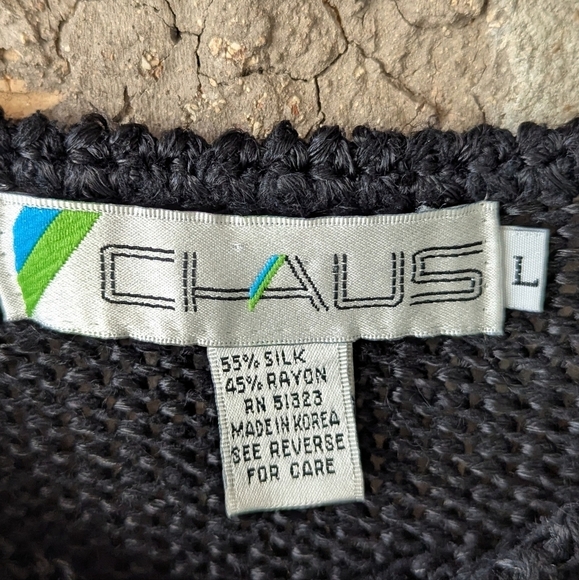 CHAUS
L
55% SILK
45% RAYON
RN 51323
MADE IN KOREA
SEE REVERSE
FOR CARE